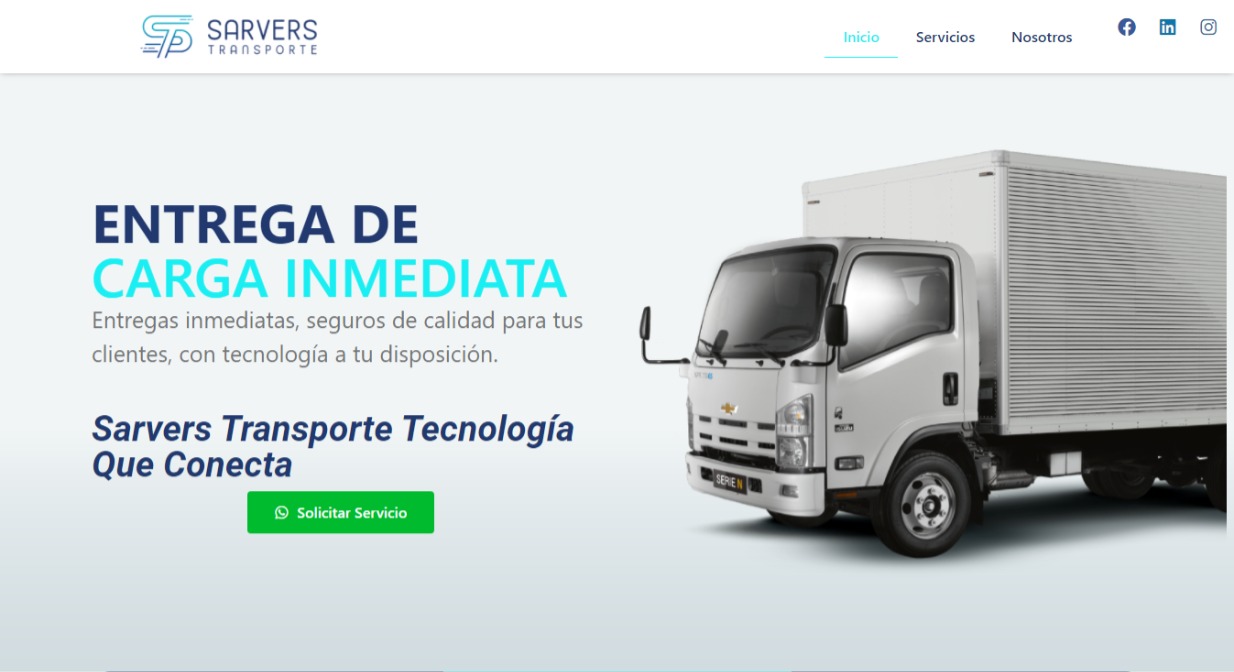 SARVERS
TRANSPORTE
Inicio
Servicios
Nosotros
ENTREGA DE
CARGA INMEDIATA
Entregas inmediatas, seguros de calidad para tus
clientes, con tecnología a tu disposición.
Sarvers Transporte Tecnología
Que Conecta
Solicitar Servicio
SERIE N